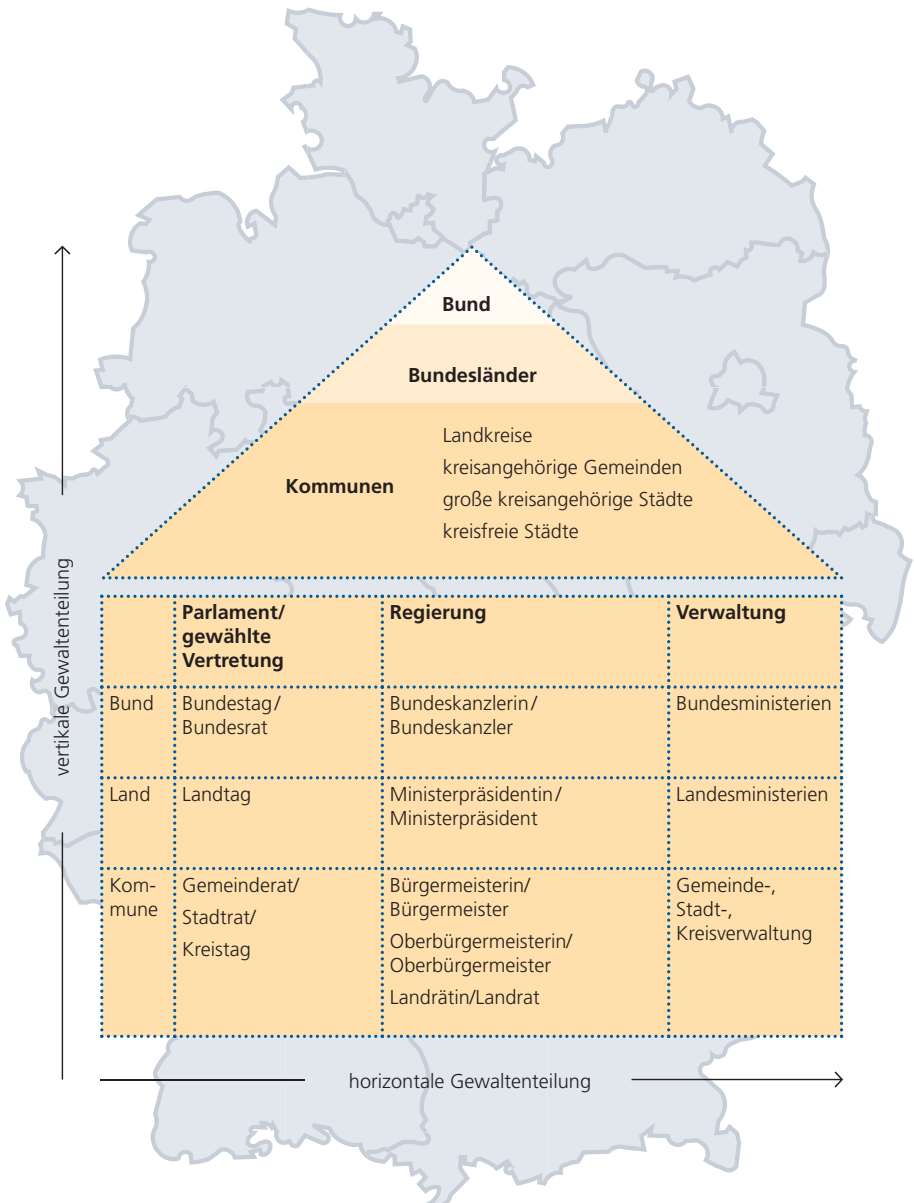 Bund
Bundesländer
Kommunen
Landkreise
kreisangehörige Gemeinden
große kreisangehörige Städte
kreisfreie Städte
vertikale Gewaltenteilung
Parlament/
gewählte
Vertretung
Regierung
Verwaltung
Bund
Bundestag/
Bundesrat
Bundeskanzlerin/
Bundeskanzler
Bundesministerien
Land
Landtag
Ministerpräsidentin/
Ministerpräsident
Landesministerien
Kom-
mune
Gemeinderat/
Stadtrat/
Kreistag
Bürgermeisterin/
Bürgermeister
Oberbürgermeisterin/
Oberbürgermeister
Landrätin/Landrat
Gemeinde-,
Stadt-,
Kreisverwaltung
horizontale Gewaltenteilung